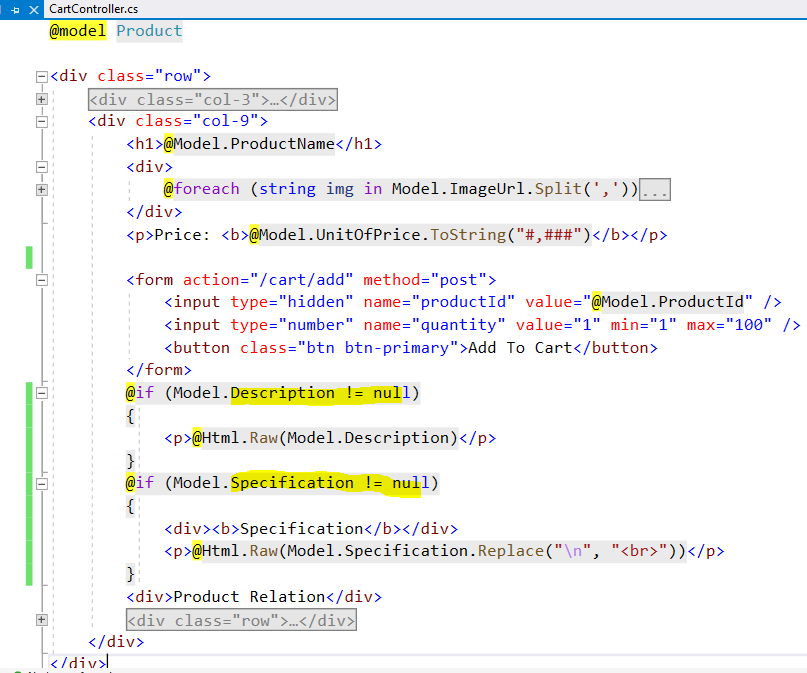 CartController.cs
@model Product
<div class="row">
<div class="col-3">…</div>
<div class="col-9">
<h1>@Model.ProductName</h1>
<div>
@foreach (string img in Model.ImageUrl.Split(','))...
</div>
<p>Price: <b>@Model.UnitOfPrice.ToString("#,###")</b></p>
<form action="/cart/add" method="post">
<input type="hidden" name="productId" value="@Model.ProductId" />
<input type="number" name="quantity" value="1" min="1" max="100" />
<button class="btn btn-primary">Add To Cart</button>
</form>
@if (Model.Description != null)
{
<p>@Html.Raw(Model.Description)</p>
}
@if (Model.Specification != null)
{
<div><b>Specification</b></div>
<p>@Html.Raw(Model.Specification.Replace("\n", "<br>"))</p>
}
<div>Product Relation</div>
<div class="row">…</div>
</div>
</div>